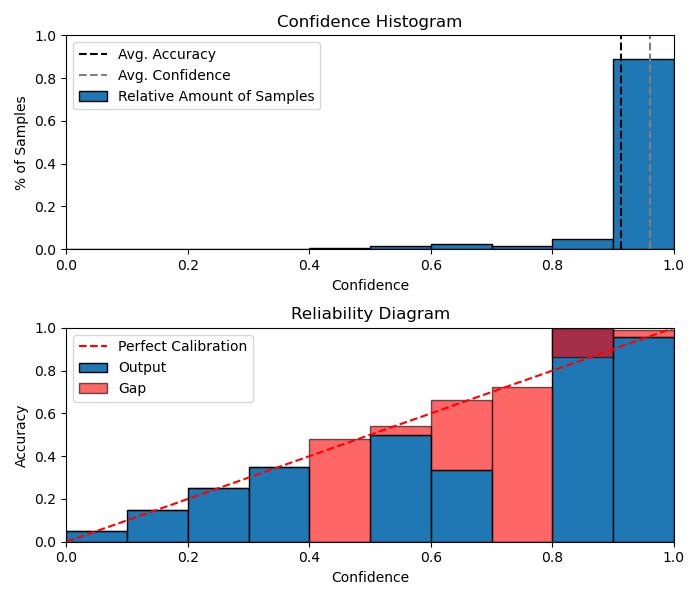 Confidence Histogram
1.0
0.8
0.6
0.4
0.2
0.0
% of Samples
Avg. Accuracy
Avg. Confidence
Relative Amount of Samples
0.0 0.2 0.4 0.6 0.8 1.0
Confidence
Reliability Diagram
1.0
0.8
0.6
0.4
0.2
0.0
Accuracy
Perfect Calibration
Output
Gap
0.0 0.2 0.4 0.6 0.8 1.0
Confidence